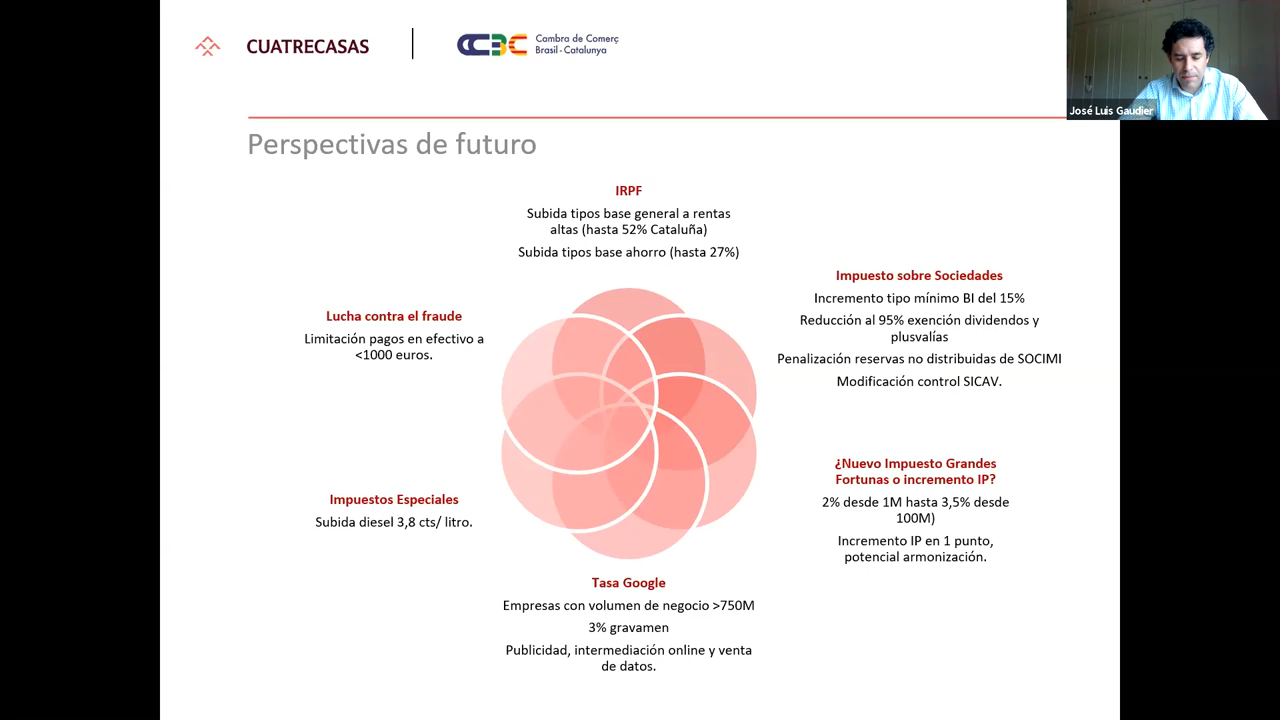 CUATRECASAS
CCBC
Cambra de Comerç
Brasil - Catalunya
José Luis Gaudier
Perspectivas de futuro
IRPF
Subida tipos base general a rentas
altas (hasta 52% Cataluña)
Subida tipos base ahorro (hasta 27%)
Impuesto sobre Sociedades
Incremento tipo mínimo BI del 15%
Reducción al 95% exención dividendos y
plusvalías
Penalización reservas no distribuidas de SOCIMI
Modificación control SICAV.
¿Nuevo Impuesto Grandes
Fortunas o incremento IP?
2% desde 1M hasta 3,5% desde
100M)
Incremento IP en 1 punto,
potencial armonización.
Tasa Google
Empresas con volumen de negocio >750M
3% gravamen
Publicidad, intermediación online y venta
de datos.
Impuestos Especiales
Subida diesel 3,8 cts/ litro.
Lucha contra el fraude
Limitación pagos en efectivo a
<1000 euros.